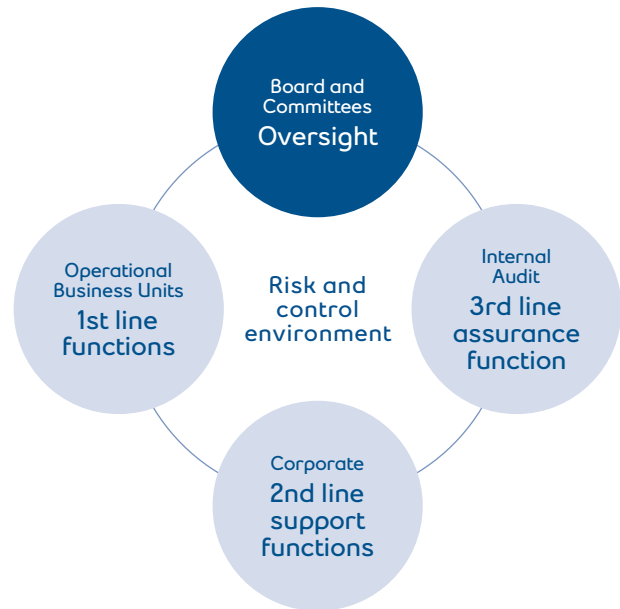 Board and
Committees
Oversight
Operational
Business Units
1st line
functions
Risk and
control
environment
Internal
Audit
3rd line
assurance
function
Corporate
2nd line
support
functions